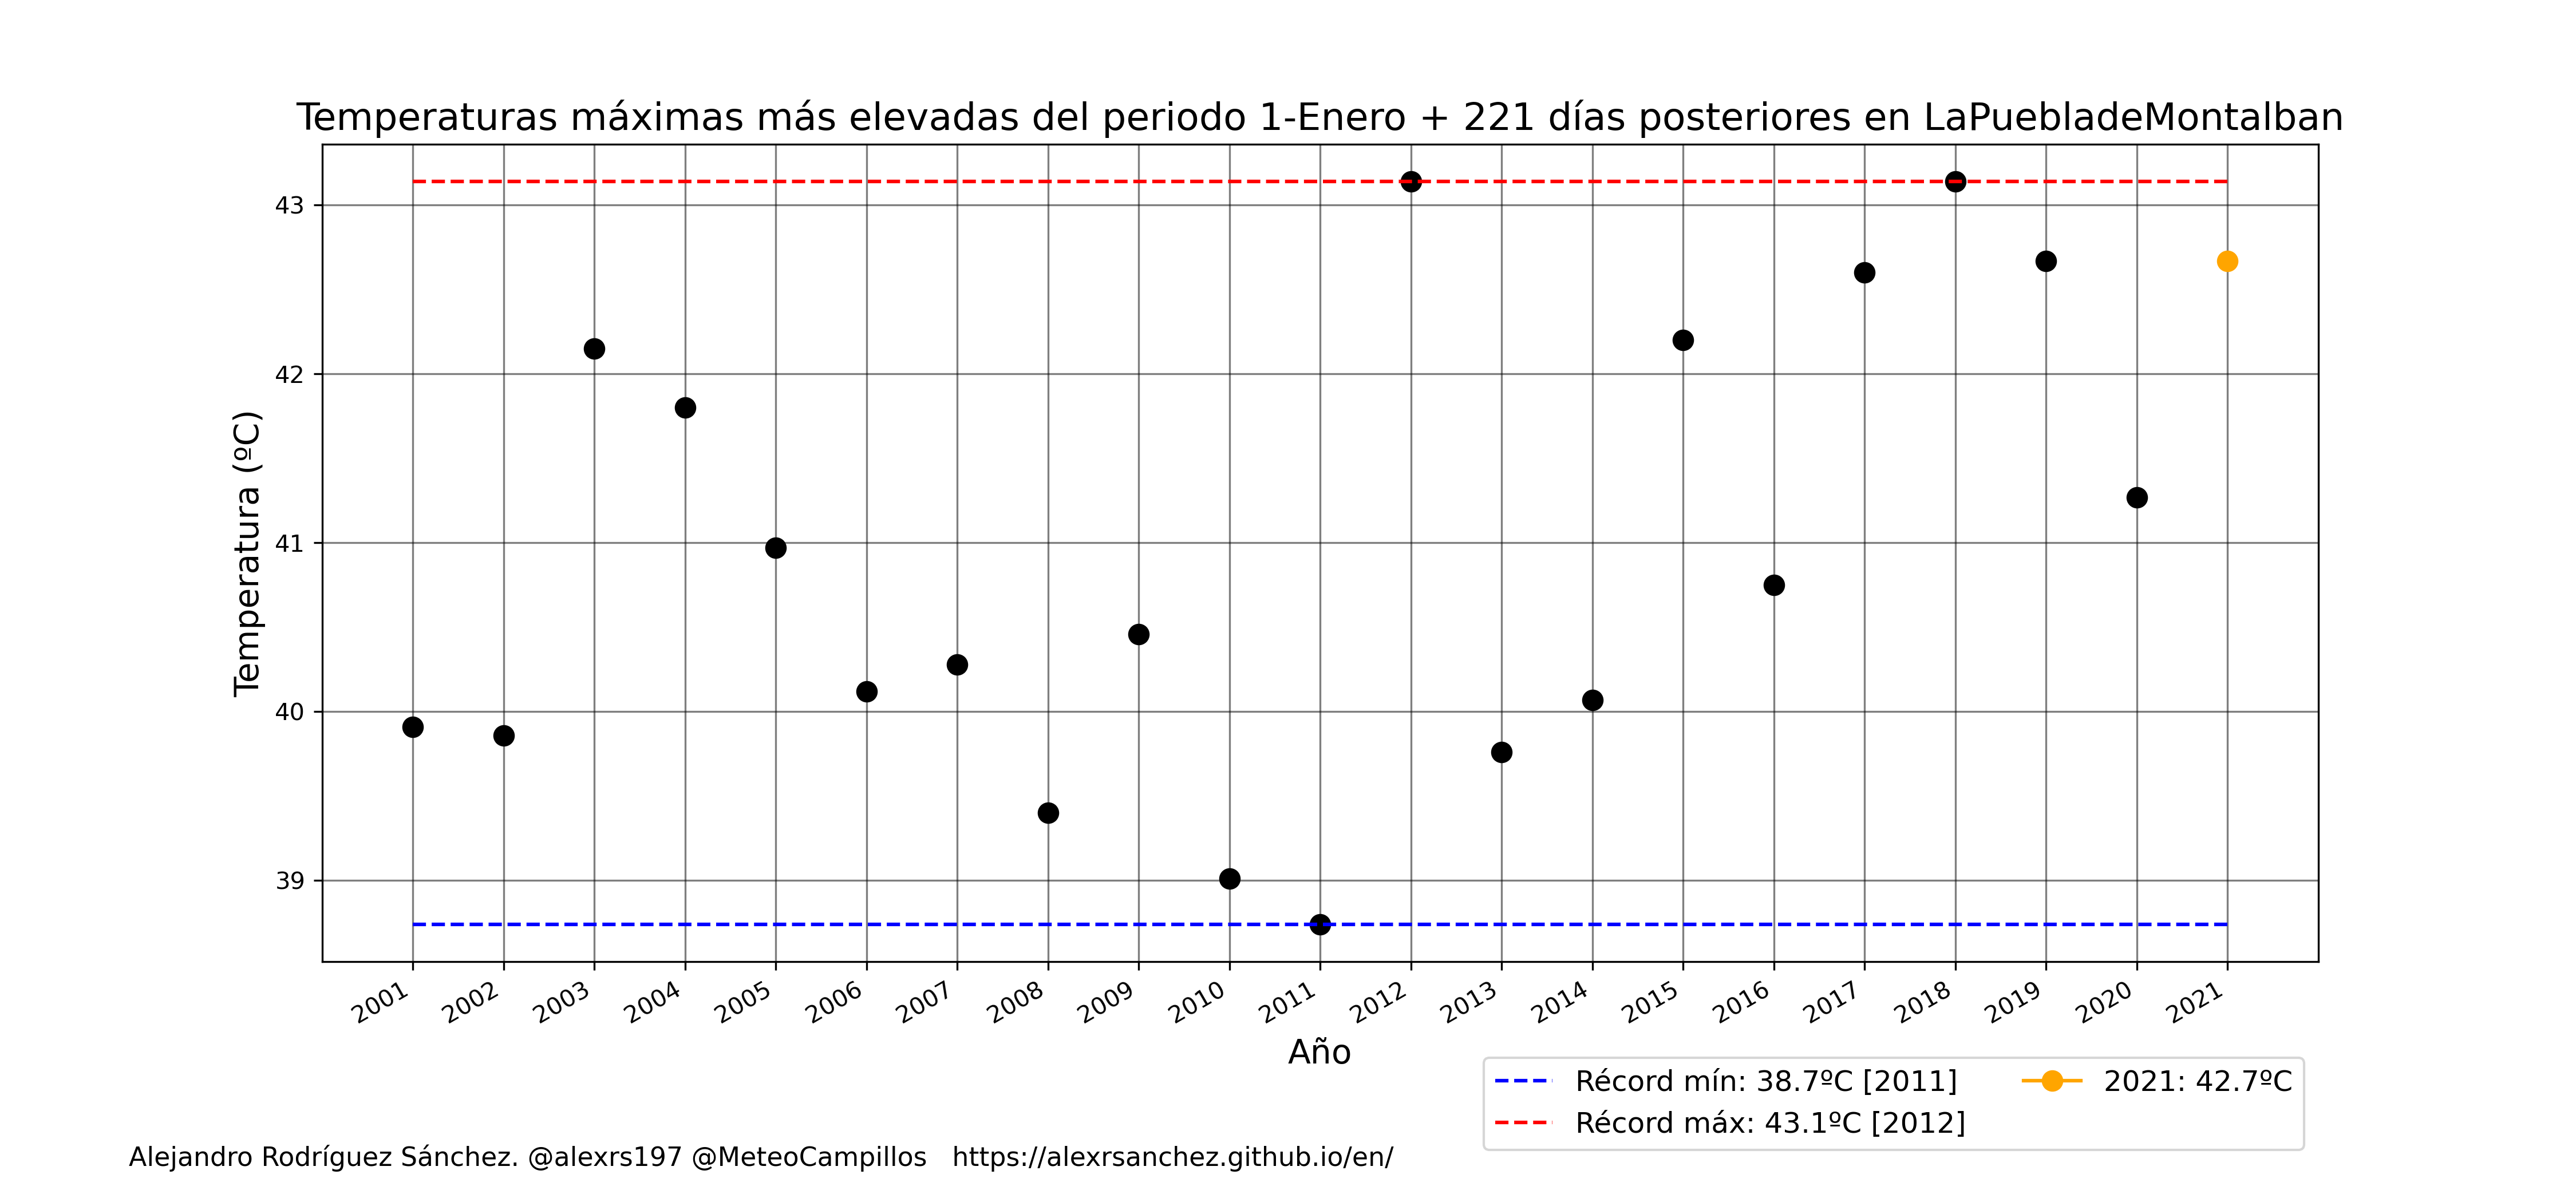 Temperaturas máximas más elevadas del periodo 1-Enero + 221 días posteriores en LaPuebladeMontalban
Temperatura (ºC)
43
42
41
40
39
2001 2002 2003 2004 2005 2006 2007 2008 2009 2010 2011 2012 2013 2014 2015 2016 2017 2018 2019 2020 2021
Año
Récord mín: 38.7ºC [2011]
Récord máx: 43.1ºC [2012]
2021: 42.7ºC
Alejandro Rodríguez Sánchez. @alexrs197 @MeteoCampillos https://alexrsanchez.github.io/en/